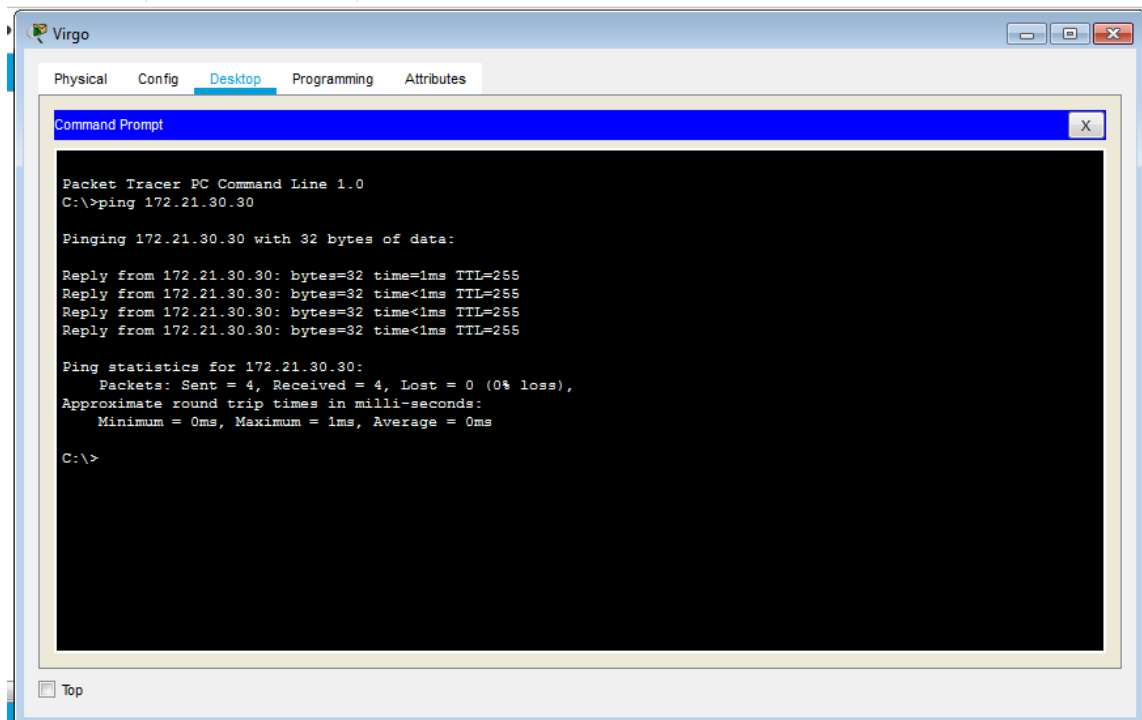 Virgo
Physical Config Desktop Programming Attributes
Command Prompt
X
Packet Tracer PC Command Line 1.0
C:\>ping 172.21.30.30
Pinging 172.21.30.30 with 32 bytes of data:
Reply from 172.21.30.30: bytes=32 time=1ms TTL=255
Reply from 172.21.30.30: bytes=32 time<1ms TTL=255
Reply from 172.21.30.30: bytes=32 time<1ms TTL=255
Reply from 172.21.30.30: bytes=32 time<1ms TTL=255
Ping statistics for 172.21.30.30:
Packets: Sent = 4, Received = 4, Lost = 0 (0% loss),
Approximate round trip times in milli-seconds:
Minimum = 0ms, Maximum = 1ms, Average = 0ms
C:\>
Top